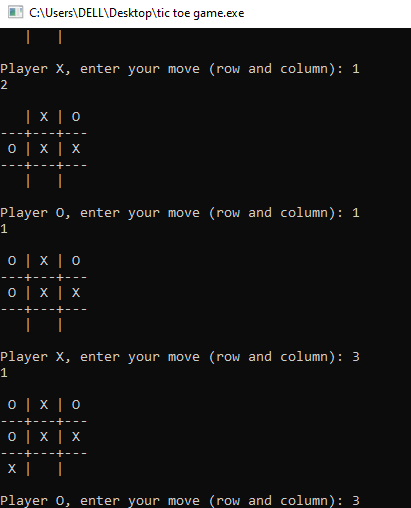 C:\Users\DELL\Desktop\tic toe game.exe
   |   |
Player X, enter your move (row and column): 1
2
   | X | O
---+---+---
 O | X | X
---+---+---
   |   |
Player O, enter your move (row and column): 1
1
 O | X | O
---+---+---
 O | X | X
---+---+---
   |   |
Player X, enter your move (row and column): 3
1
 O | X | O
---+---+---
 O | X | X
---+---+---
 X |   |
Player O, enter your move (row and column): 3